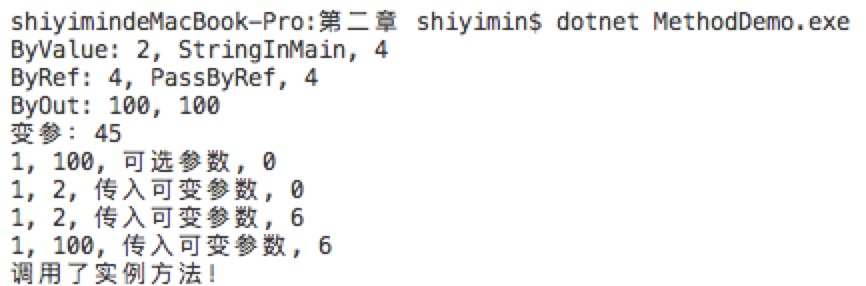 shiyimindeMacBook-Pro:第二章 shiyimin$ dotnet MethodDemo.exe
ByValue: 2, StringInMain, 4
ByRef: 4, PassByRef, 4
ByOut: 100, 100
变参：45
1, 100, 可选参数, 0
1, 2, 传入可变参数, 0
1, 2, 传入可变参数, 6
1, 100, 传入可变参数, 6
调用了实例方法！